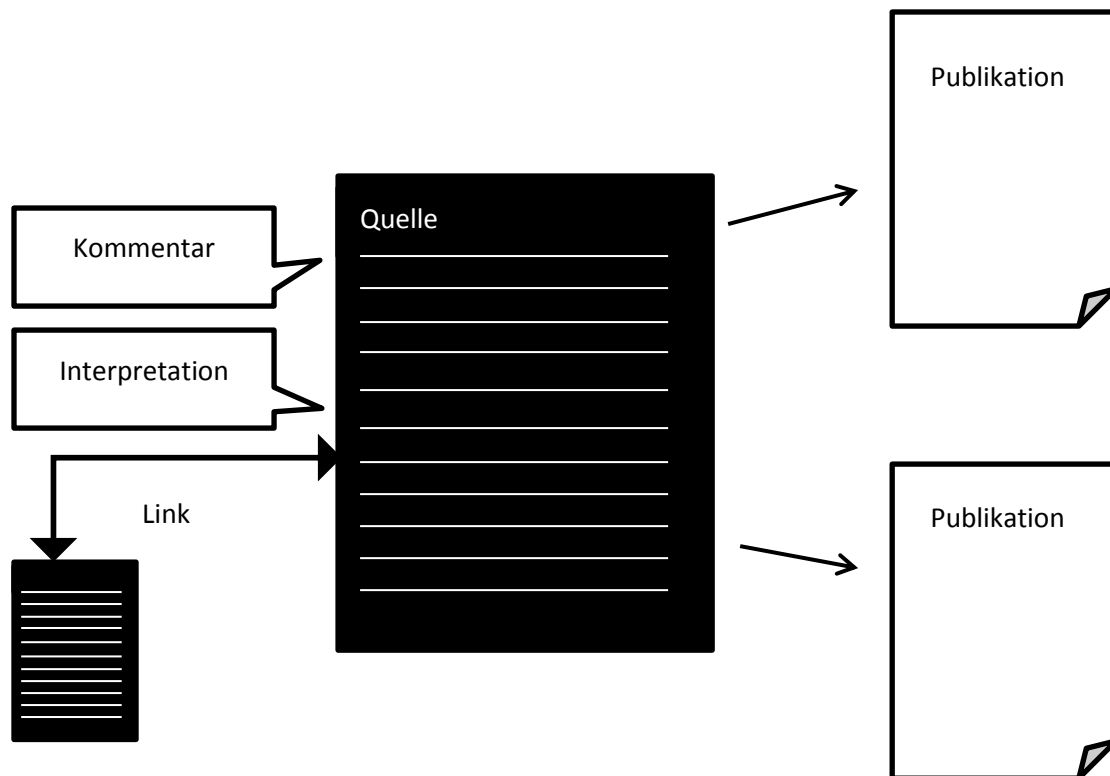 Publikation
Quelle
Kommentar
Interpretation
Link
Publikation